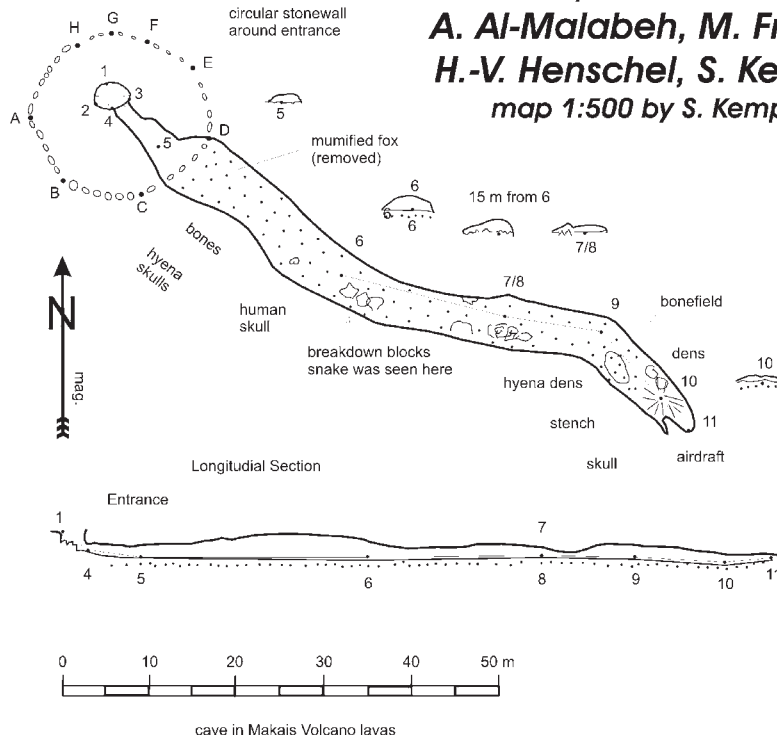 circular stonewall
around entrance
A. Al-Malabeh, M. Fr
H.-V. Henschel, S. Ke
map 1:500 by S. Kemp
G
H
F
E
1
3
2
4
A
5
D
5
B
C
mumified fox
(removed)
bones
hyena
skulls
6
6
6
15 m from 6
7/8
6
7/8
9
bonefield
N
mag.
human
skull
breakdown blocks
snake was seen here
dens
10
10
hyena dens
11
stench
airdraft
skull
Longitudial Section
Entrance
1
7
4
5
6
8
9
10
11
0 10 20 30 40 50 m
cave in Makais Volcano lavas